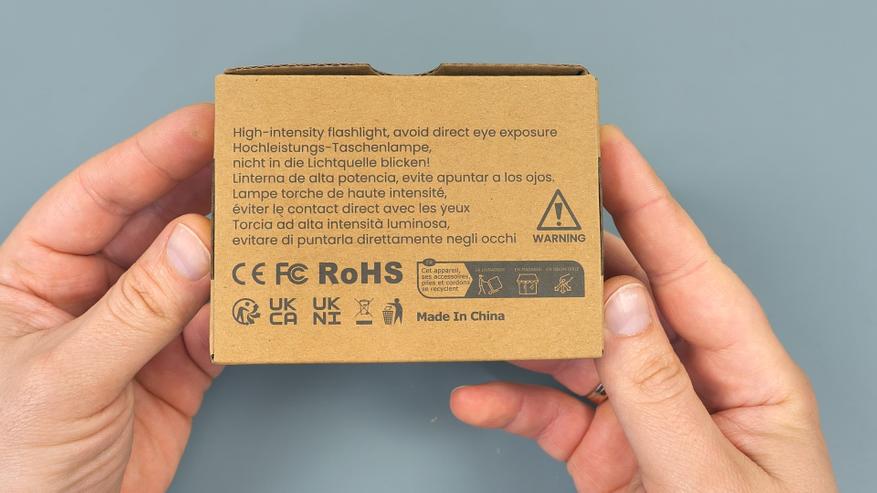 High-intensity flashlight, avoid direct eye exposure
Hochleistungs-Taschenlampe,
nicht in die Lichtquelle blicken!
Linterna de alta potencia, evite apuntar a los ojos.
Lampe torche de haute intensité,
éviter le contact direct avec les yeux
Torcia ad alta intensità luminosa,
evitare di puntarla direttamente negli occhi
WARNING
CE FC RoHS
FR
Cet appareil,
ses accessoires,
piles et cordons
se recyclent
UK
CA
UK
NI
Made In China